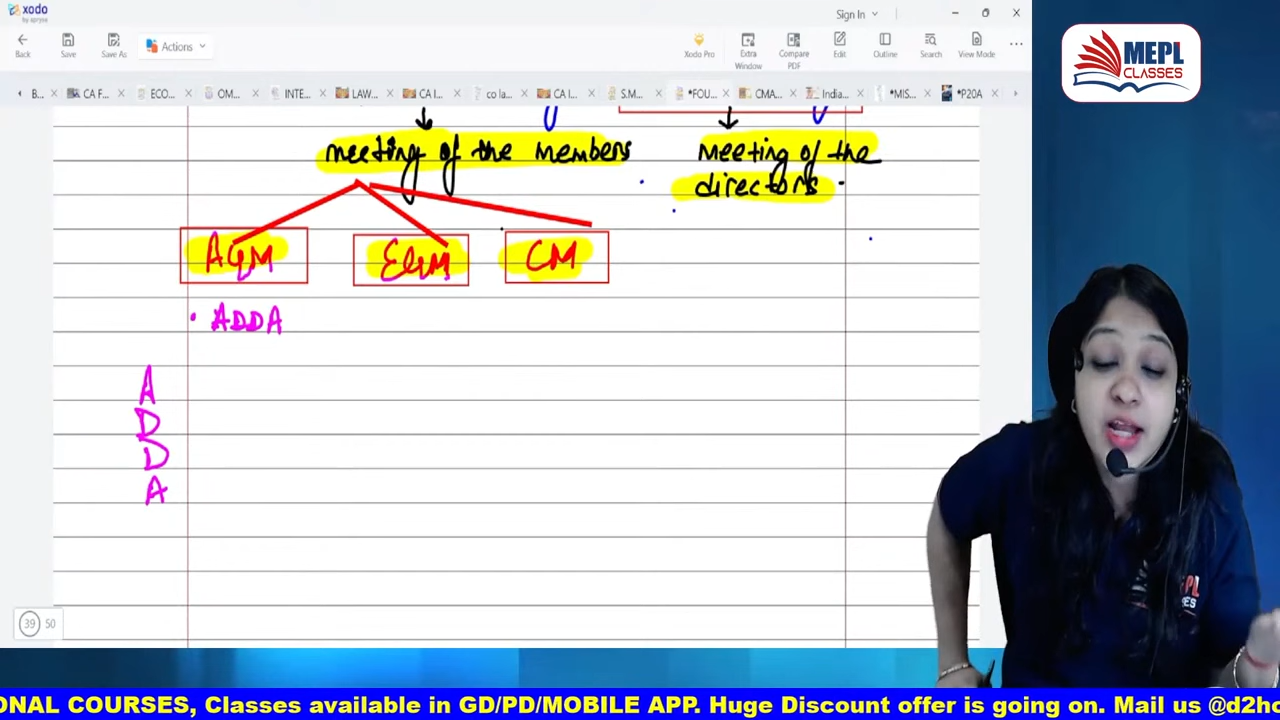 xodo
by apryse
Sign In
Back
Save
Save As
Actions
Xodo Pro
Extra Window
Compare PDF
Edit
Outline
Search
View Mode
B... CA F... ECO... OM... INTE... LAW... CA I... co la... CA I... S.M... *FOU... CMA... India... *MIS... *P20A
MEPL
CLASSES
meeting of the members
meeting of the
directors
AGM
EGM
CM
• ADDA
A
D
D
A
39 50
ONAL COURSES, Classes available in GD/PD/MOBILE APP. Huge Discount offer is going on. Mail us @d2hc